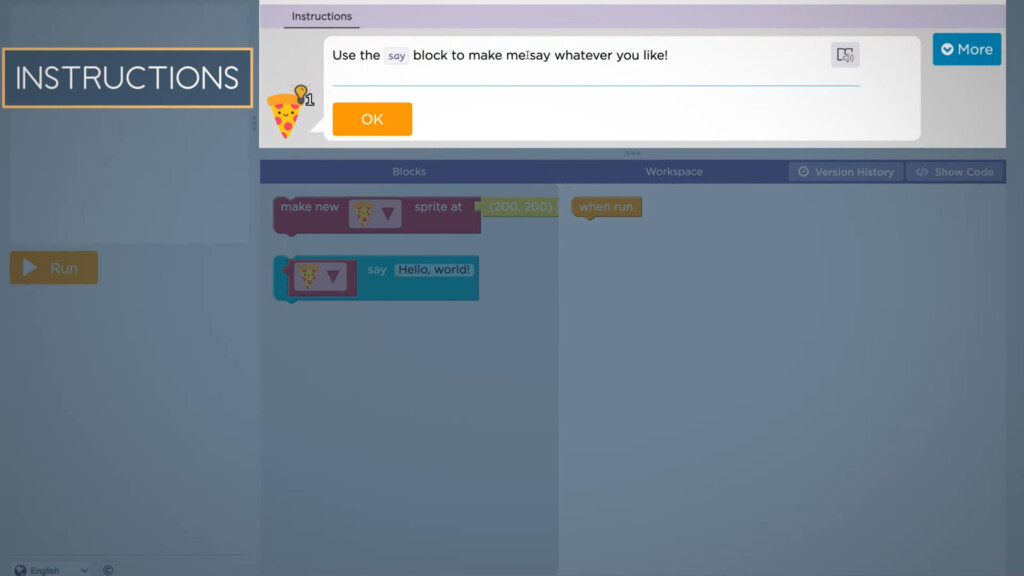 INSTRUCTIONS
Instructions
Use the say block to make me say whatever you like!
More
1
OK
Blocks
Workspace
Version History
</> Show Code
make new
sprite at
(200, 200)
when run
say
Hello, world!
Run
English
©